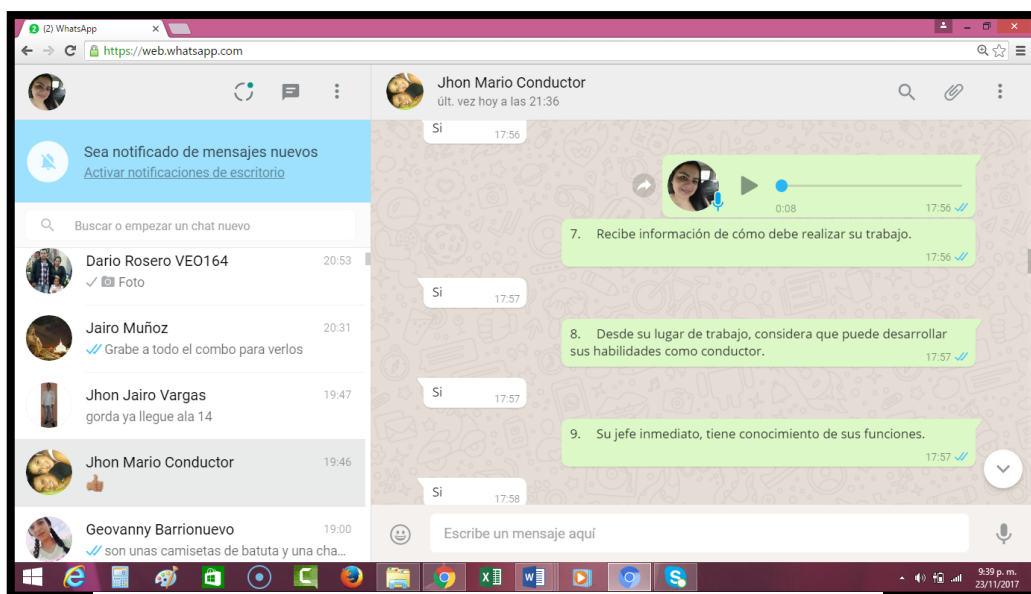 (2) WhatsApp
https://web.whatsapp.com
Sea notificado de mensajes nuevos
Activar notificaciones de escritorio
Buscar o empezar un chat nuevo
Dario Rosero VEO164 20:53
Foto
Jairo Muñoz 20:31
Grabe a todo el combo para verlos
Jhon Jairo Vargas 19:47
gorda ya llegue ala 14
Jhon Mario Conductor 19:46
Geovanny Barrionuevo 19:00
son unas camisetas de batuta y una cha...
Jhon Mario Conductor
últ. vez hoy a las 21:36
Si 17:56
0:08 17:56
7. Recibe información de cómo debe realizar su trabajo.
17:56
Si 17:57
8. Desde su lugar de trabajo, considera que puede desarrollar
sus habilidades como conductor. 17:57
Si 17:57
9. Su jefe inmediato, tiene conocimiento de sus funciones.
17:57
Si 17:58
Escribe un mensaje aquí
9:39 p. m.
23/11/2017